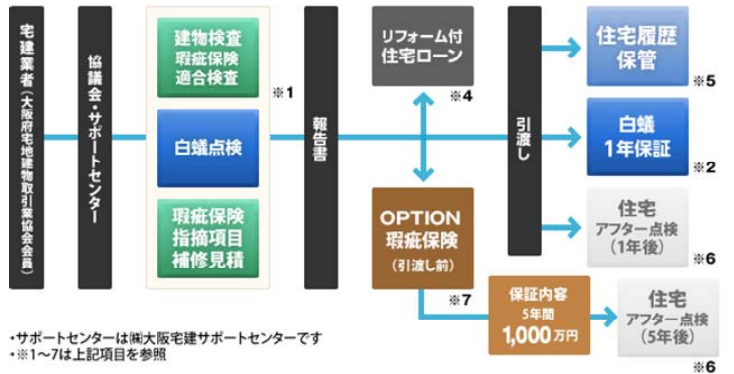 宅建業者(大阪府宅地建物取引業協会会員)
協議会・サポートセンター
建物検査
瑕疵保険
適合検査
※1
白蟻点検
瑕疵保険
指摘項目
補修見積
報告書
リフォーム付
住宅ローン
※4
OPTION
瑕疵保険
(引渡し前)
※7
引渡し
住宅履歴
保管
※5
白蟻
1年保証
※2
住宅
アフター点検
(1年後)
※6
保証内容
5年間
1,000万円
住宅
アフター点検
(5年後)
※6
・サポートセンターは㈱大阪宅建サポートセンターです
・※1～7は上記項目を参照